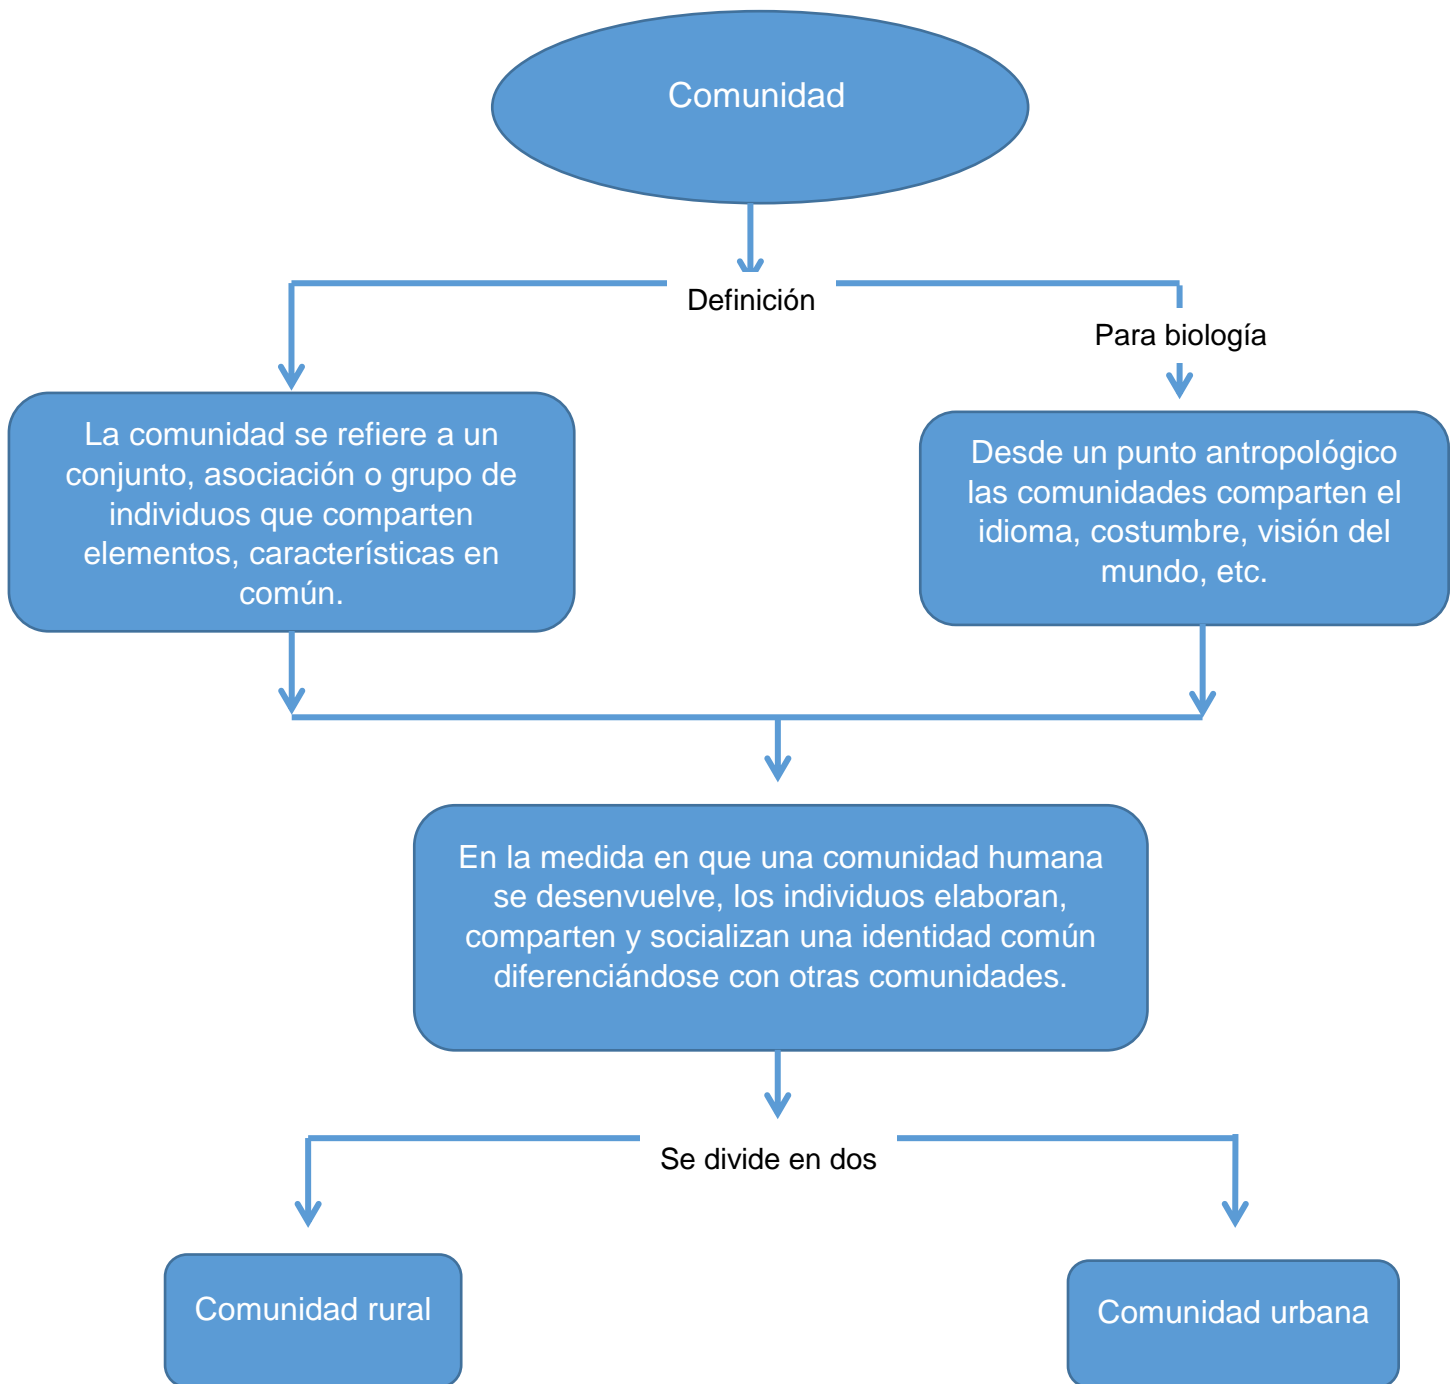 Comunidad
Definición
Para biología
La comunidad se refiere a un
conjunto, asociación o grupo de
individuos que comparten
elementos, características en
común.
Desde un punto antropológico
las comunidades comparten el
idioma, costumbre, visión del
mundo, etc.
En la medida en que una comunidad humana
se desenvuelve, los individuos elaboran,
comparten y socializan una identidad común
diferenciándose con otras comunidades.
Se divide en dos
Comunidad rural
Comunidad urbana